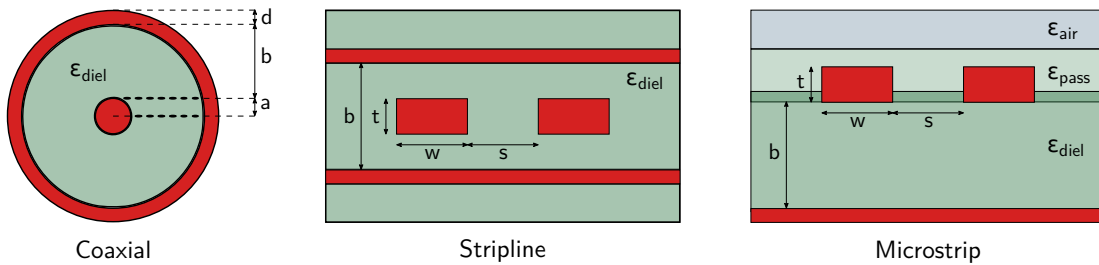 d
b
a
ε_diel
Coaxial
b
t
w
s
ε_diel
Stripline
ε_air
ε_pass
t
w
s
b
ε_diel
Microstrip